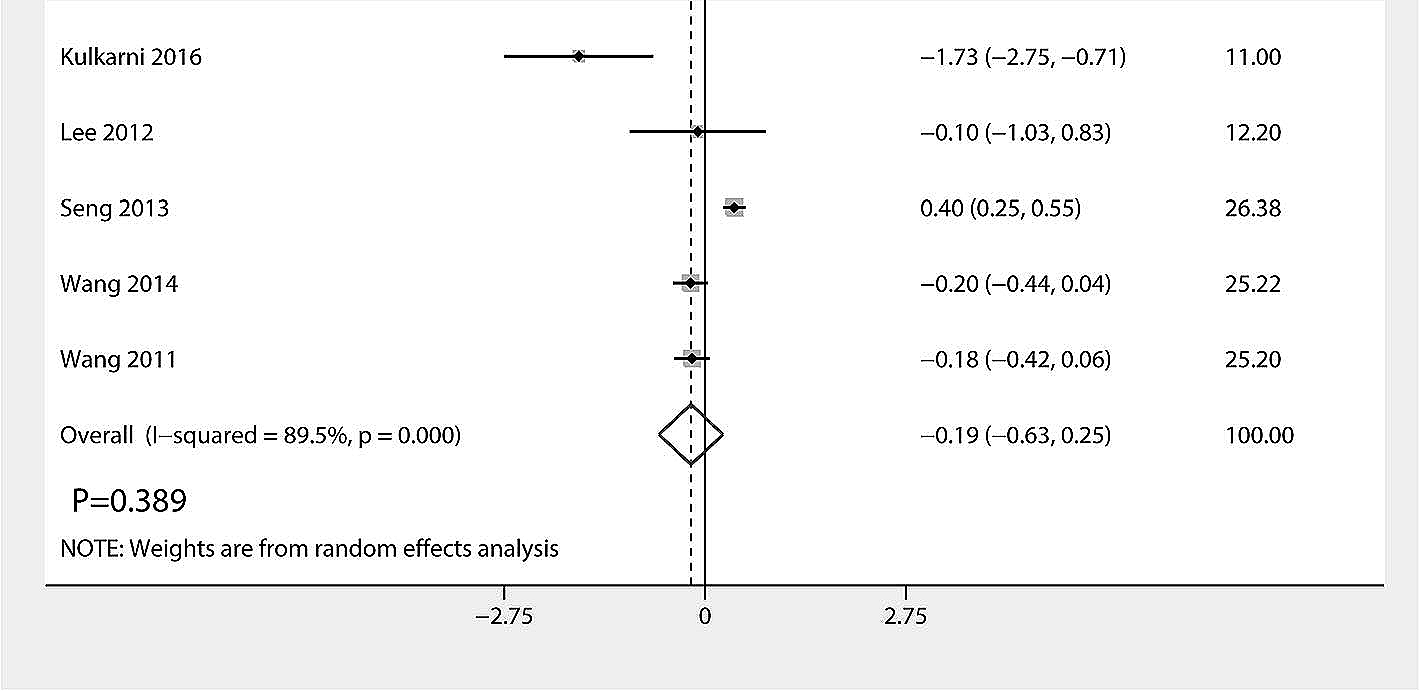 Kulkarni 2016 −1.73 (−2.75, −0.71) 11.00
Lee 2012 −0.10 (−1.03, 0.83) 12.20
Seng 2013 0.40 (0.25, 0.55) 26.38
Wang 2014 −0.20 (−0.44, 0.04) 25.22
Wang 2011 −0.18 (−0.42, 0.06) 25.20
Overall (I−squared = 89.5%, p = 0.000) −0.19 (−0.63, 0.25) 100.00
P=0.389
NOTE: Weights are from random effects analysis
−2.75 0 2.75